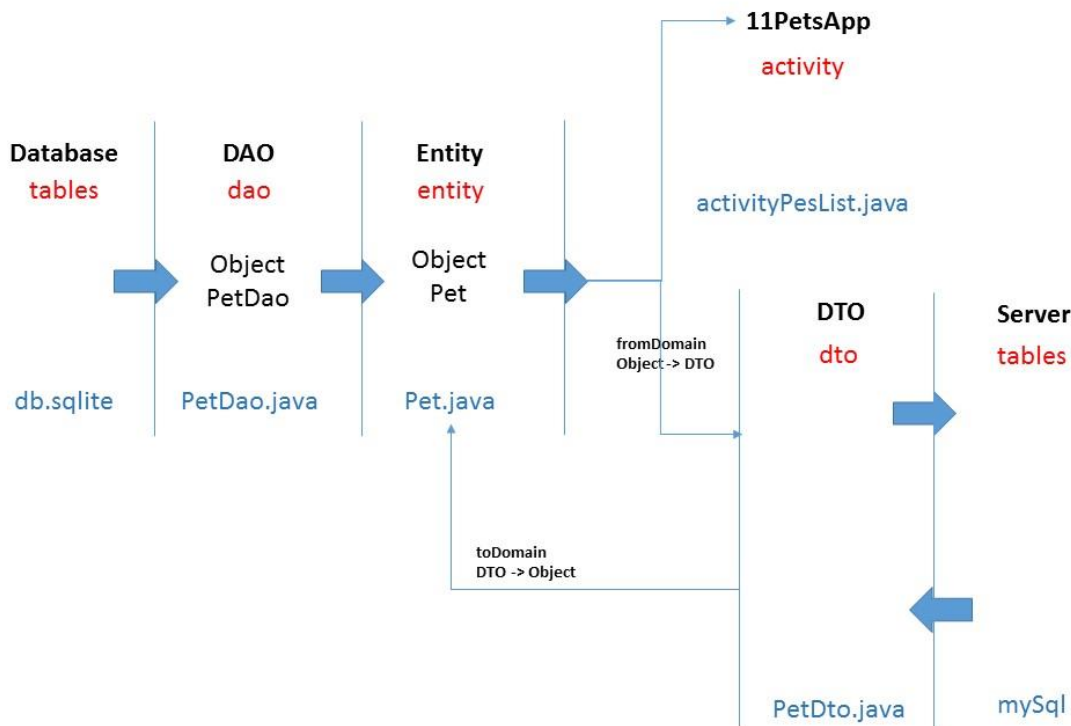 11PetsApp
activity
Database
tables
db.sqlite
DAO
dao
Object
PetDao
PetDao.java
Entity
entity
Object
Pet
Pet.java
activityPesList.java
fromDomain
Object -> DTO
toDomain
DTO -> Object
DTO
dto
PetDto.java
Server
tables
mySql